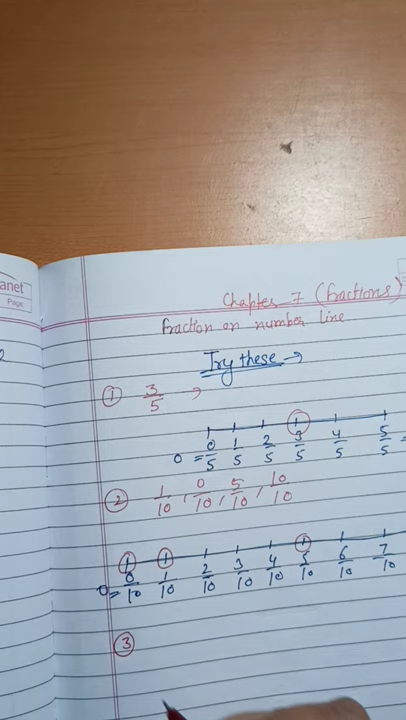 anet
Page
Chapter_7 (fractions)
fraction on number line
Try these →
① 3/5 →
0 = 0/5 1/5 2/5 3/5 4/5 5/5 =
② 1/10, 0/10, 5/10, 10/10
0 = 0/10 1/10 2/10 3/10 4/10 5/10 6/10 7/10
③